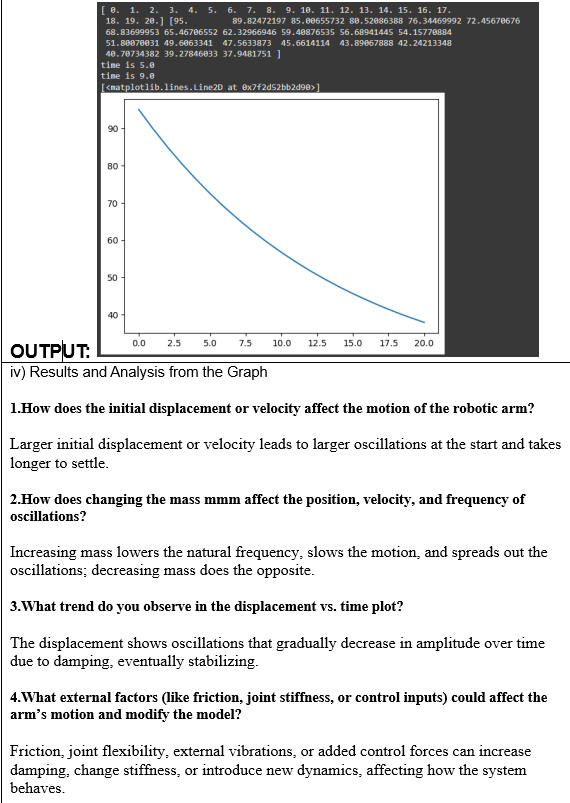 [ 0. 1. 2. 3. 4. 5. 6. 7. 8. 9. 10. 11. 12. 13. 14. 15. 16. 17.
18. 19. 20.] [95. 89.82472197 85.00655732 80.52086388 76.34469992 72.45670676
68.83699953 65.46706552 62.32966946 59.40876535 56.68941445 54.15770884
51.80070031 49.6063341 47.5633873 45.6614114 43.89067888 42.24213348
40.70734382 39.27846033 37.9481751 ]
time is 5.0
time is 9.0
[<matplotlib.lines.Line2D at 0x7f2d52bb2d90>]
90
80
70
60
50
40
0.0 2.5 5.0 7.5 10.0 12.5 15.0 17.5 20.0
OUTPUT:
iv) Results and Analysis from the Graph
1.How does the initial displacement or velocity affect the motion of the robotic arm?
Larger initial displacement or velocity leads to larger oscillations at the start and takes
longer to settle.
2.How does changing the mass mmm affect the position, velocity, and frequency of
oscillations?
Increasing mass lowers the natural frequency, slows the motion, and spreads out the
oscillations; decreasing mass does the opposite.
3.What trend do you observe in the displacement vs. time plot?
The displacement shows oscillations that gradually decrease in amplitude over time
due to damping, eventually stabilizing.
4.What external factors (like friction, joint stiffness, or control inputs) could affect the
arm’s motion and modify the model?
Friction, joint flexibility, external vibrations, or added control forces can increase
damping, change stiffness, or introduce new dynamics, affecting how the system
behaves.